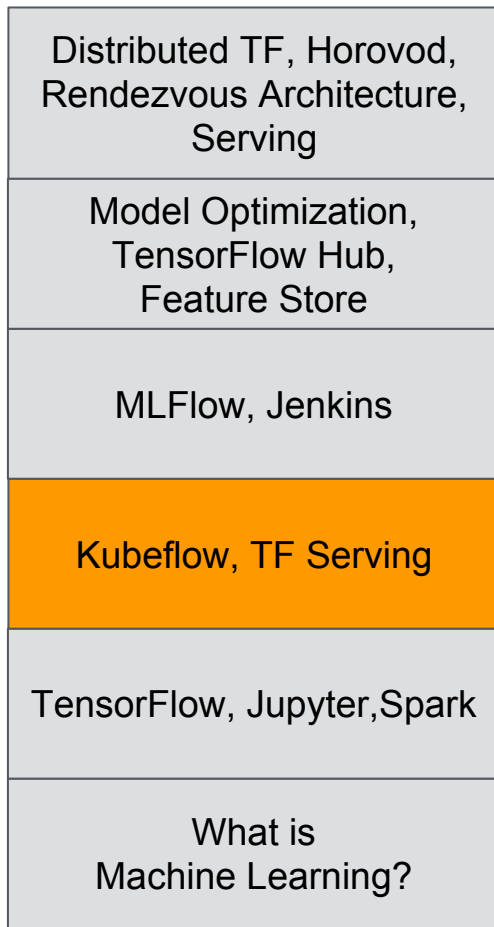 Distributed TF, Horovod,
Rendezvous Architecture,
Serving
Model Optimization,
TensorFlow Hub,
Feature Store
MLFlow, Jenkins
Kubeflow, TF Serving
TensorFlow, Jupyter,Spark
What is
Machine Learning?